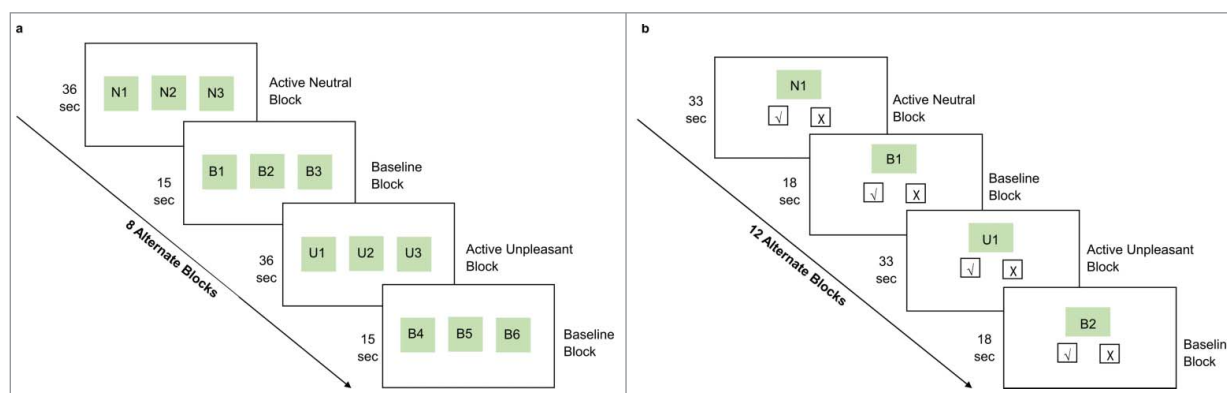 a
36
sec
N1 N2 N3
Active Neutral
Block
15
sec
B1 B2 B3
Baseline
Block
36
sec
U1 U2 U3
Active Unpleasant
Block
15
sec
B4 B5 B6
Baseline
Block
8 Alternate Blocks
b
33
sec
N1
√ X
Active Neutral
Block
18
sec
B1
√ X
Baseline
Block
33
sec
U1
√ X
Active Unpleasant
Block
18
sec
B2
√ X
Baseline
Block
12 Alternate Blocks